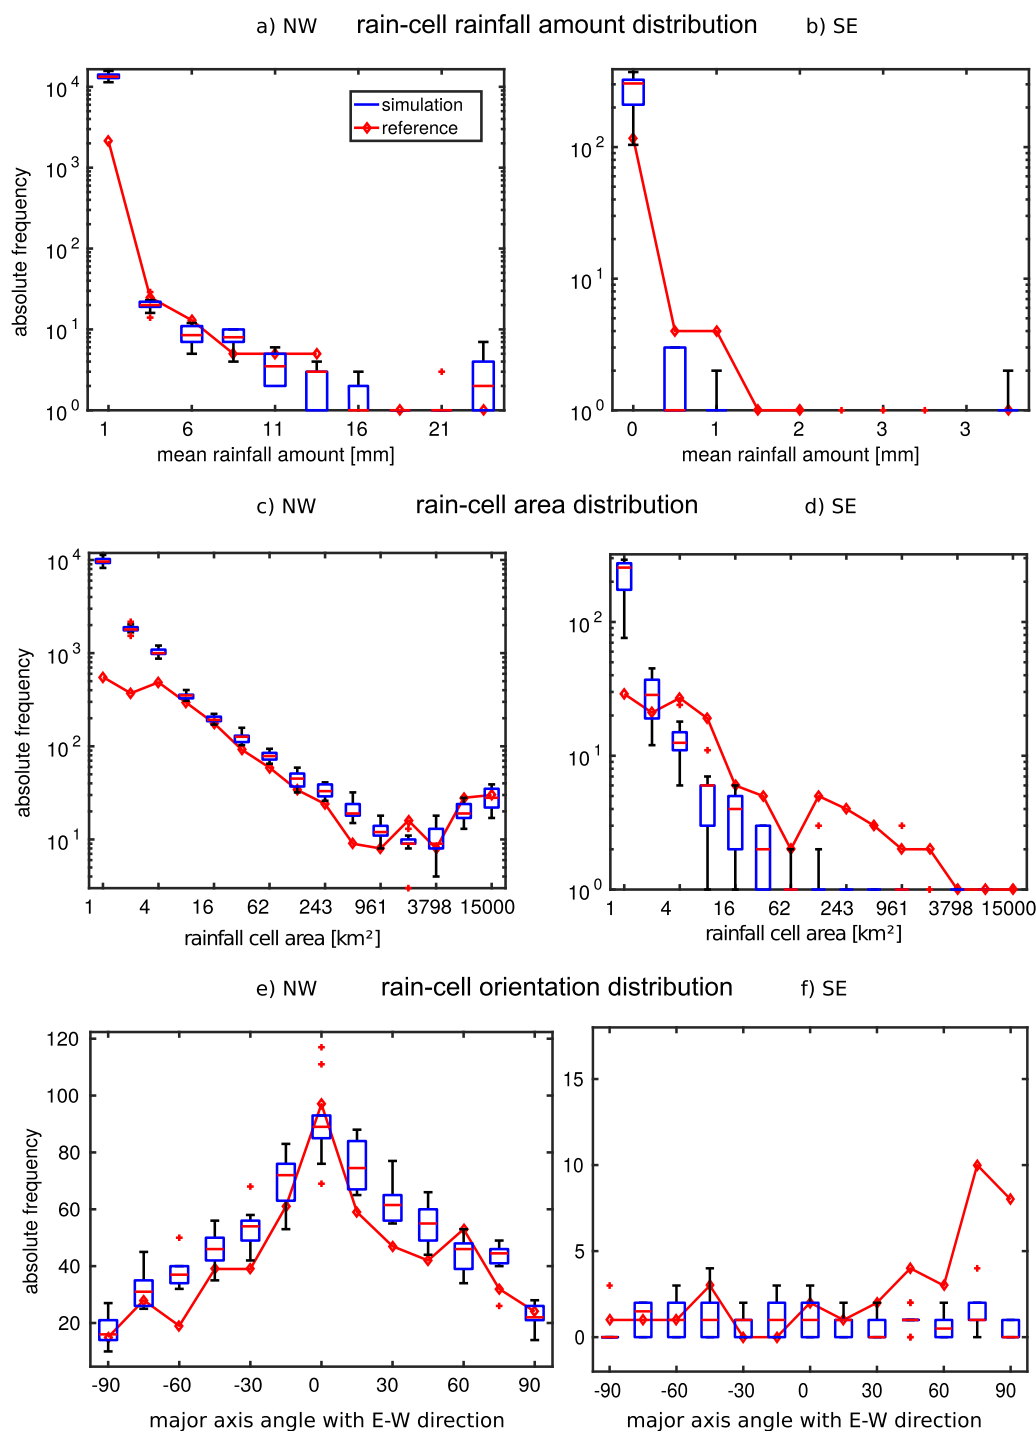 a) NW rain-cell rainfall amount distribution b) SE
absolute frequency
10^4
10^3
10^2
10^1
10^0
simulation
reference
1 6 11 16 21
mean rainfall amount [mm]
10^2
10^1
10^0
0 1 2 3 3
mean rainfall amount [mm]
c) NW rain-cell area distribution d) SE
absolute frequency
10^4
10^3
10^2
10^1
1 4 16 62 243 961 3798 15000
rainfall cell area [km²]
10^2
10^1
10^0
1 4 16 62 243 961 3798 15000
rainfall cell area [km²]
e) NW rain-cell orientation distribution f) SE
absolute frequency
120
100
80
60
40
20
-90 -60 -30 0 30 60 90
major axis angle with E-W direction
15
10
5
0
-90 -60 -30 0 30 60 90
major axis angle with E-W direction